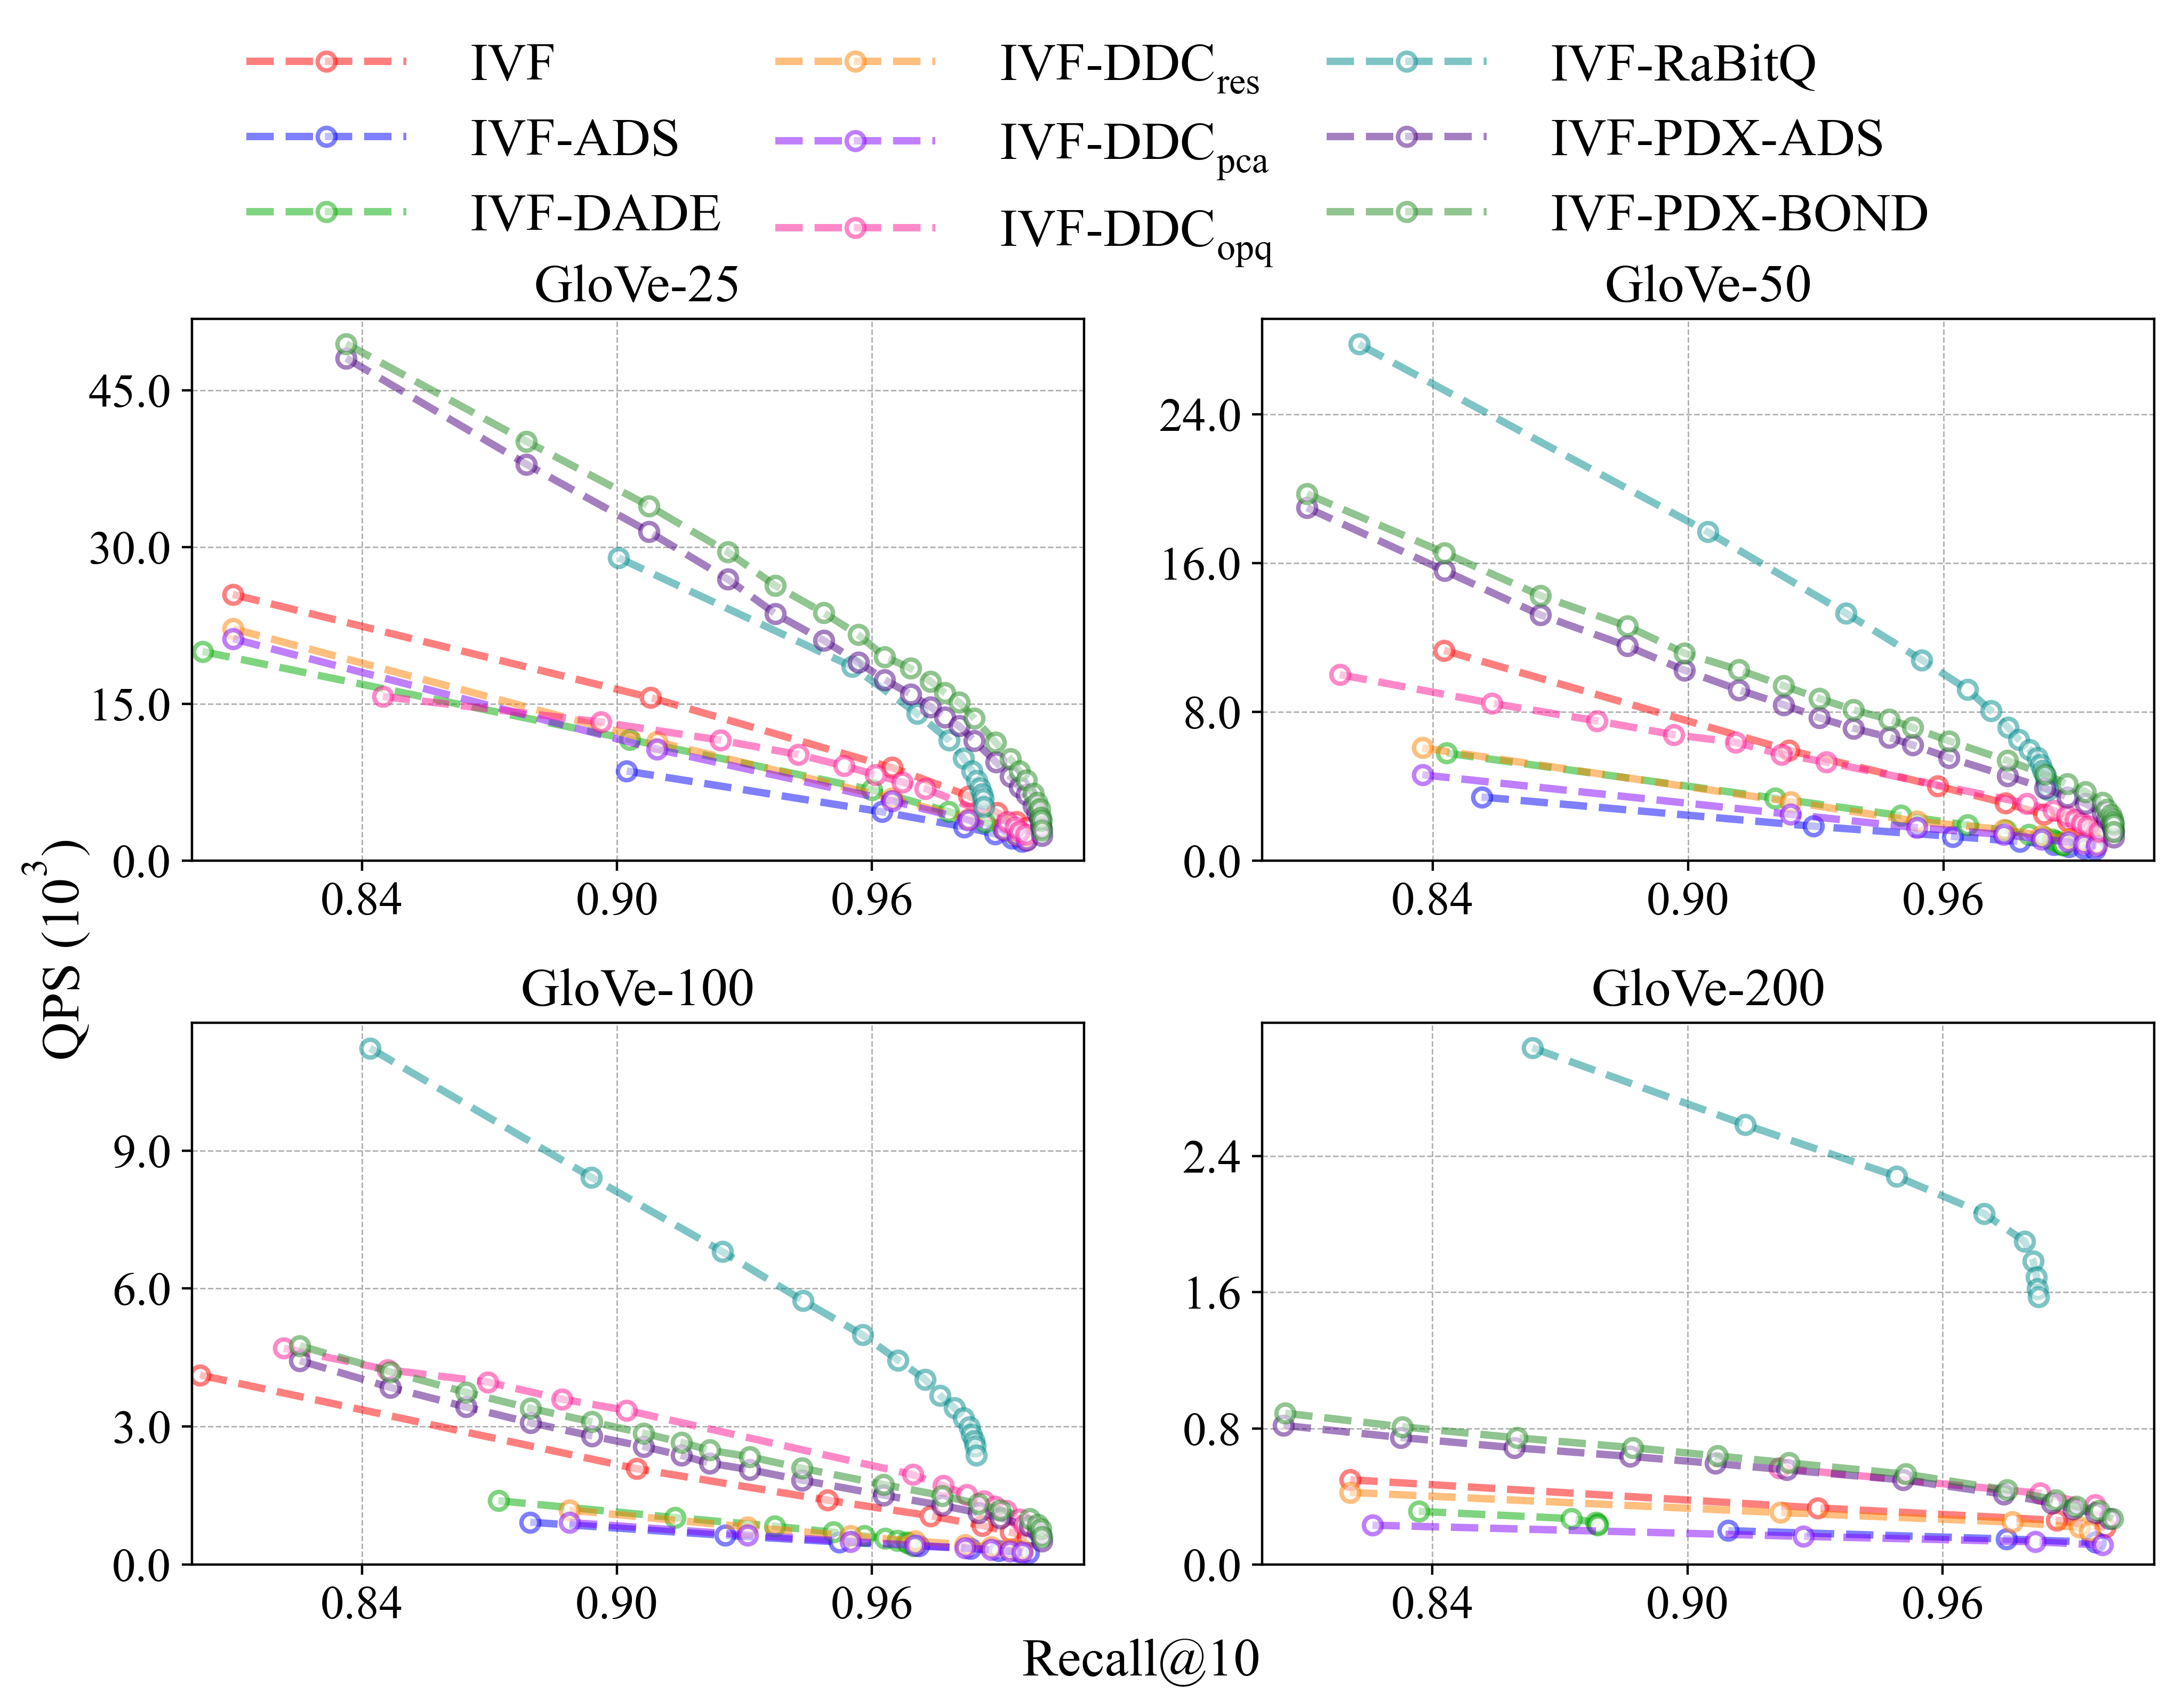 IVF
IVF-ADS
IVF-DADE
IVF-DDC_res
IVF-DDC_pca
IVF-DDC_opq
IVF-RaBitQ
IVF-PDX-ADS
IVF-PDX-BOND
QPS (10³)
GloVe-25
45.0
30.0
15.0
0.0
0.84 0.90 0.96
GloVe-50
24.0
16.0
8.0
0.0
0.84 0.90 0.96
GloVe-100
9.0
6.0
3.0
0.0
0.84 0.90 0.96
GloVe-200
2.4
1.6
0.8
0.0
0.84 0.90 0.96
Recall@10